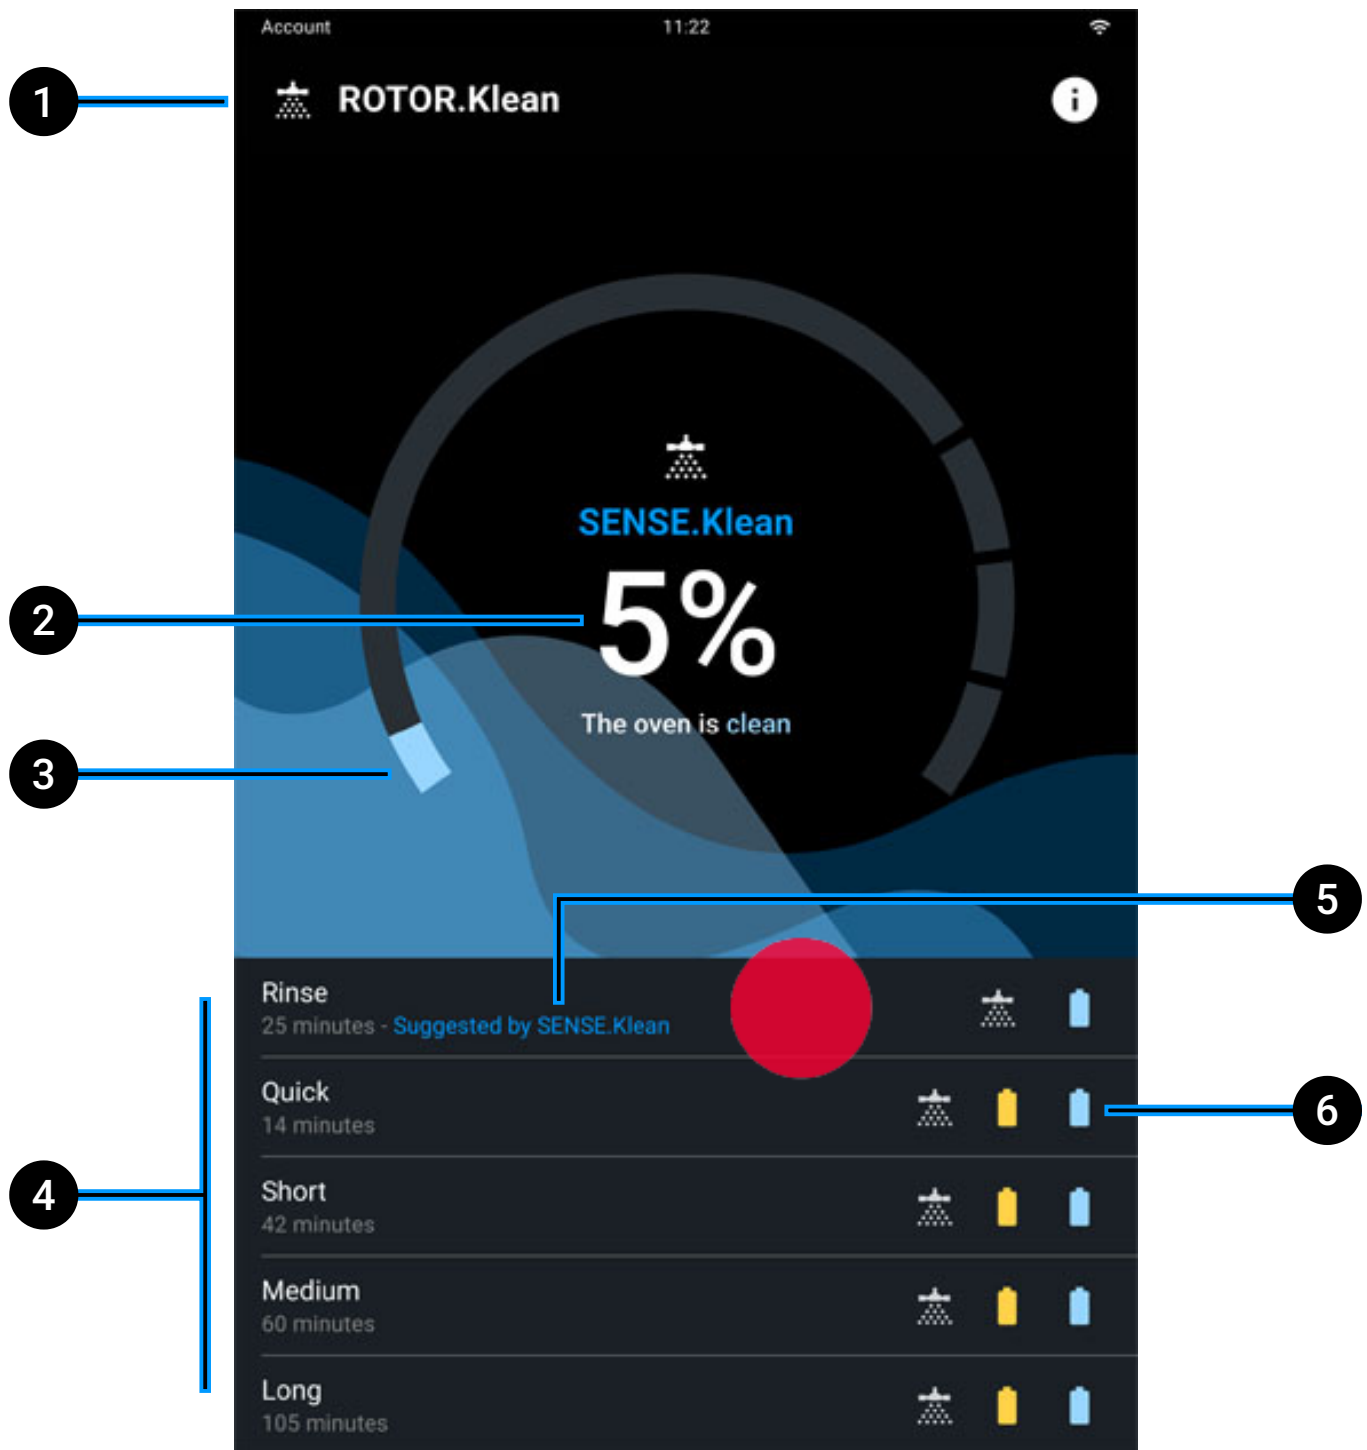 Account 11:22
1
ROTOR.Klean
i
SENSE.Klean
2
5%
The oven is clean
3
5
Rinse
25 minutes - Suggested by SENSE.Klean
Quick
14 minutes
6
Short
42 minutes
4
Medium
60 minutes
Long
105 minutes